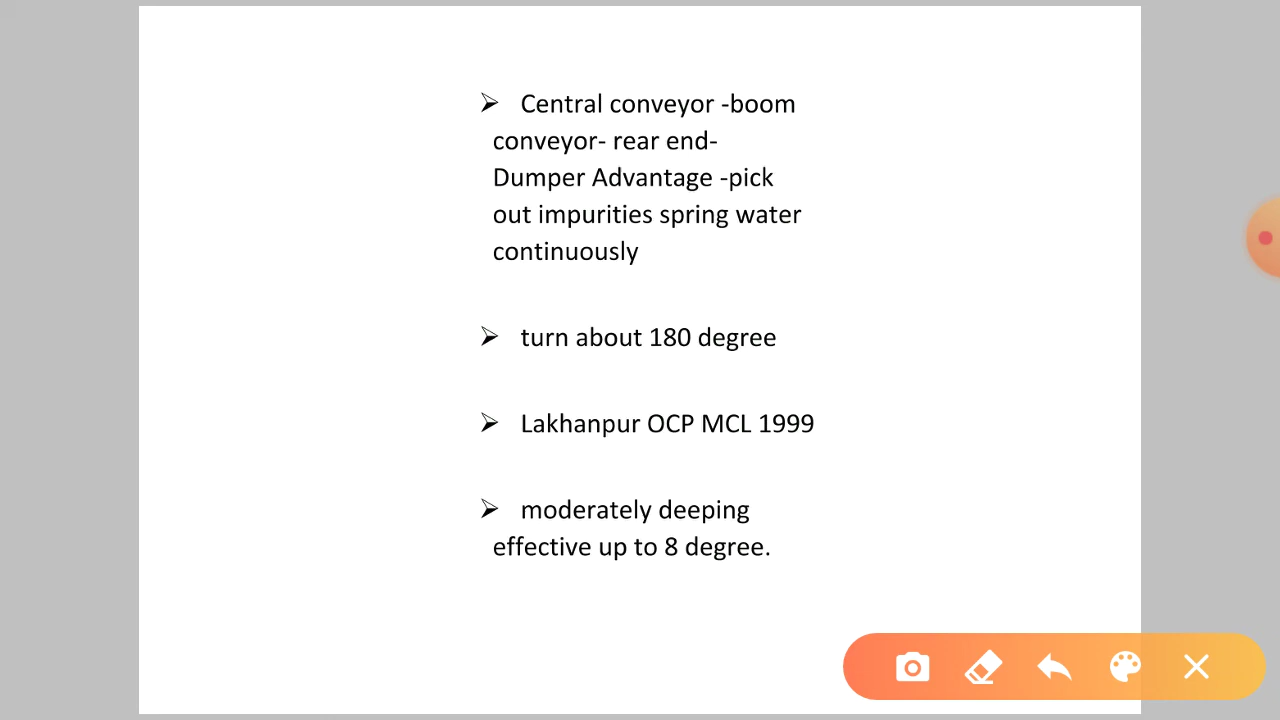 ➢ Central conveyor -boom
conveyor- rear end-
Dumper Advantage -pick
out impurities spring water
continuously
➢ turn about 180 degree
➢ Lakhanpur OCP MCL 1999
➢ moderately deeping
effective up to 8 degree.